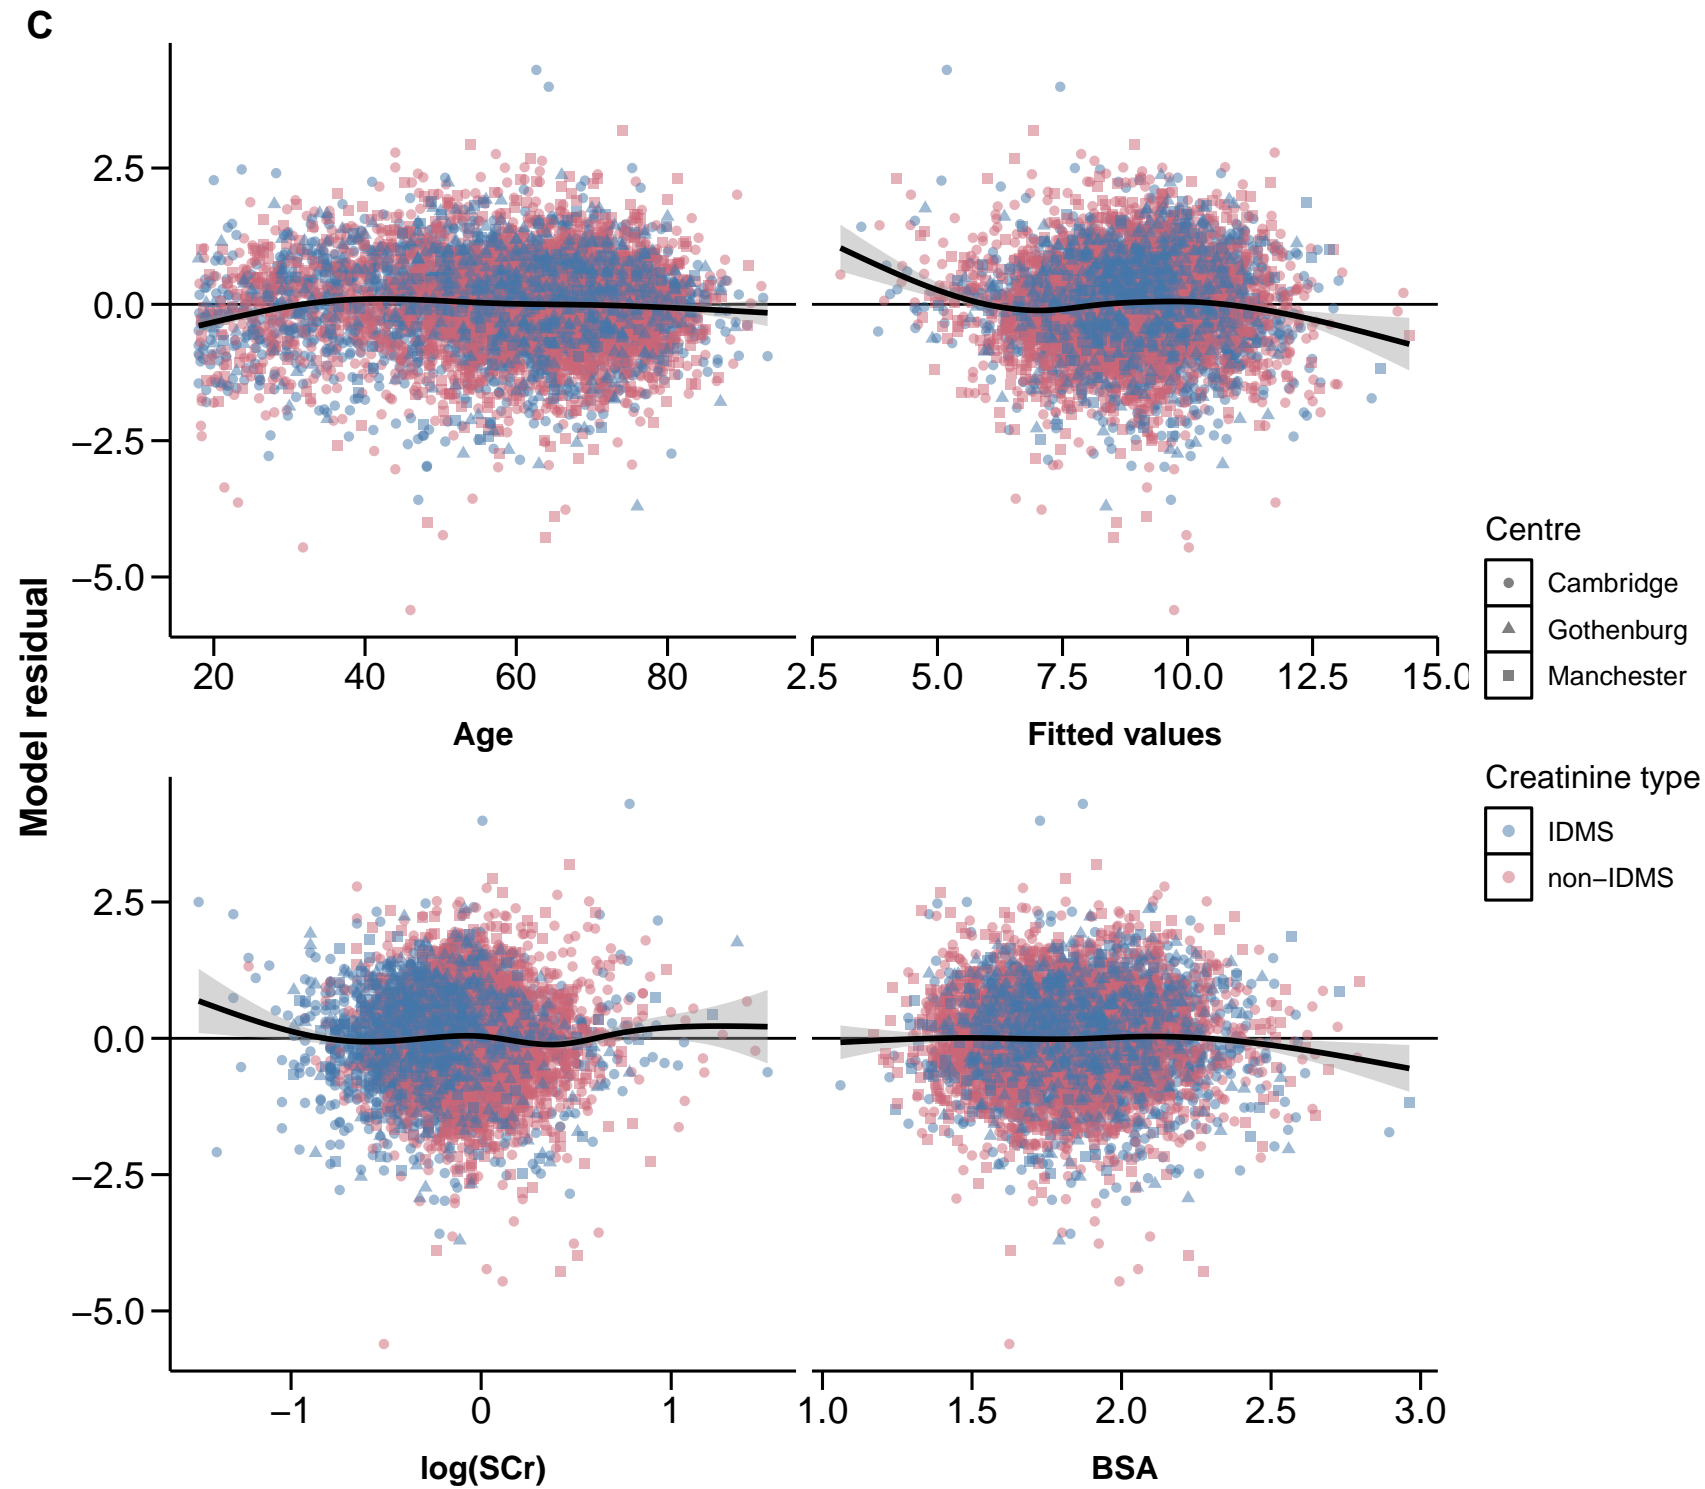 C
Model residual
2.5
0.0
−2.5
−5.0
20 40 60 80
Age
2.5 5.0 7.5 10.0 12.5 15.0
Fitted values
2.5
0.0
−2.5
−5.0
−1 0 1
log(SCr)
1.0 1.5 2.0 2.5 3.0
BSA
Centre
Cambridge
Gothenburg
Manchester
Creatinine type
IDMS
non−IDMS